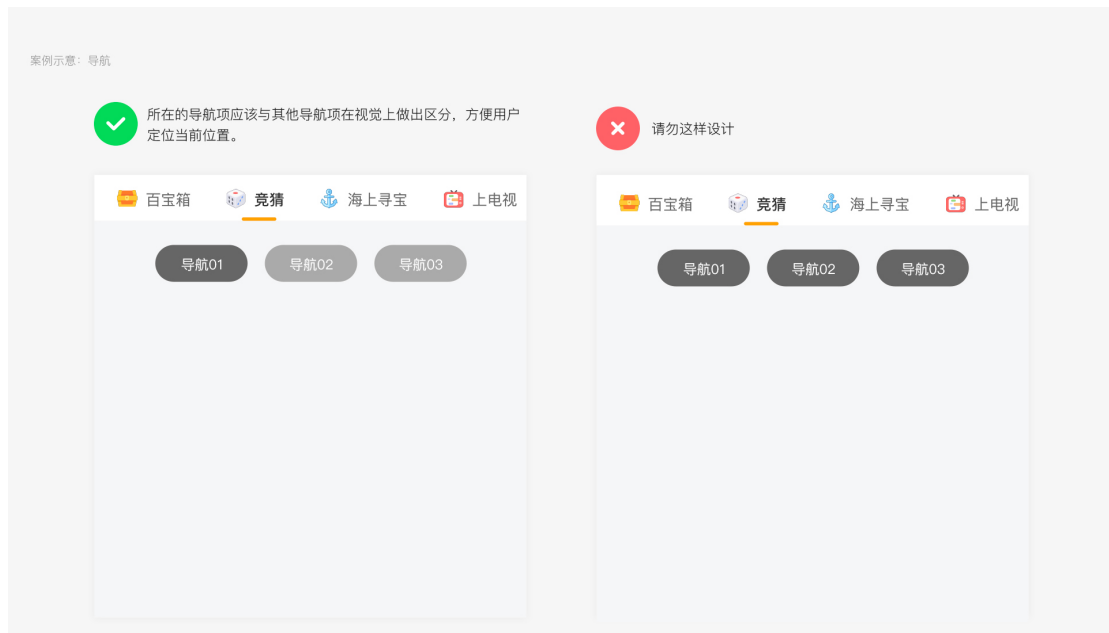 案例示意：导航
所在的导航项应该与其他导航项在视觉上做出区分，方便用户
定位当前位置。
请勿这样设计
百宝箱 竞猜 海上寻宝 上电视
导航01 导航02 导航03
百宝箱 竞猜 海上寻宝 上电视
导航01 导航02 导航03